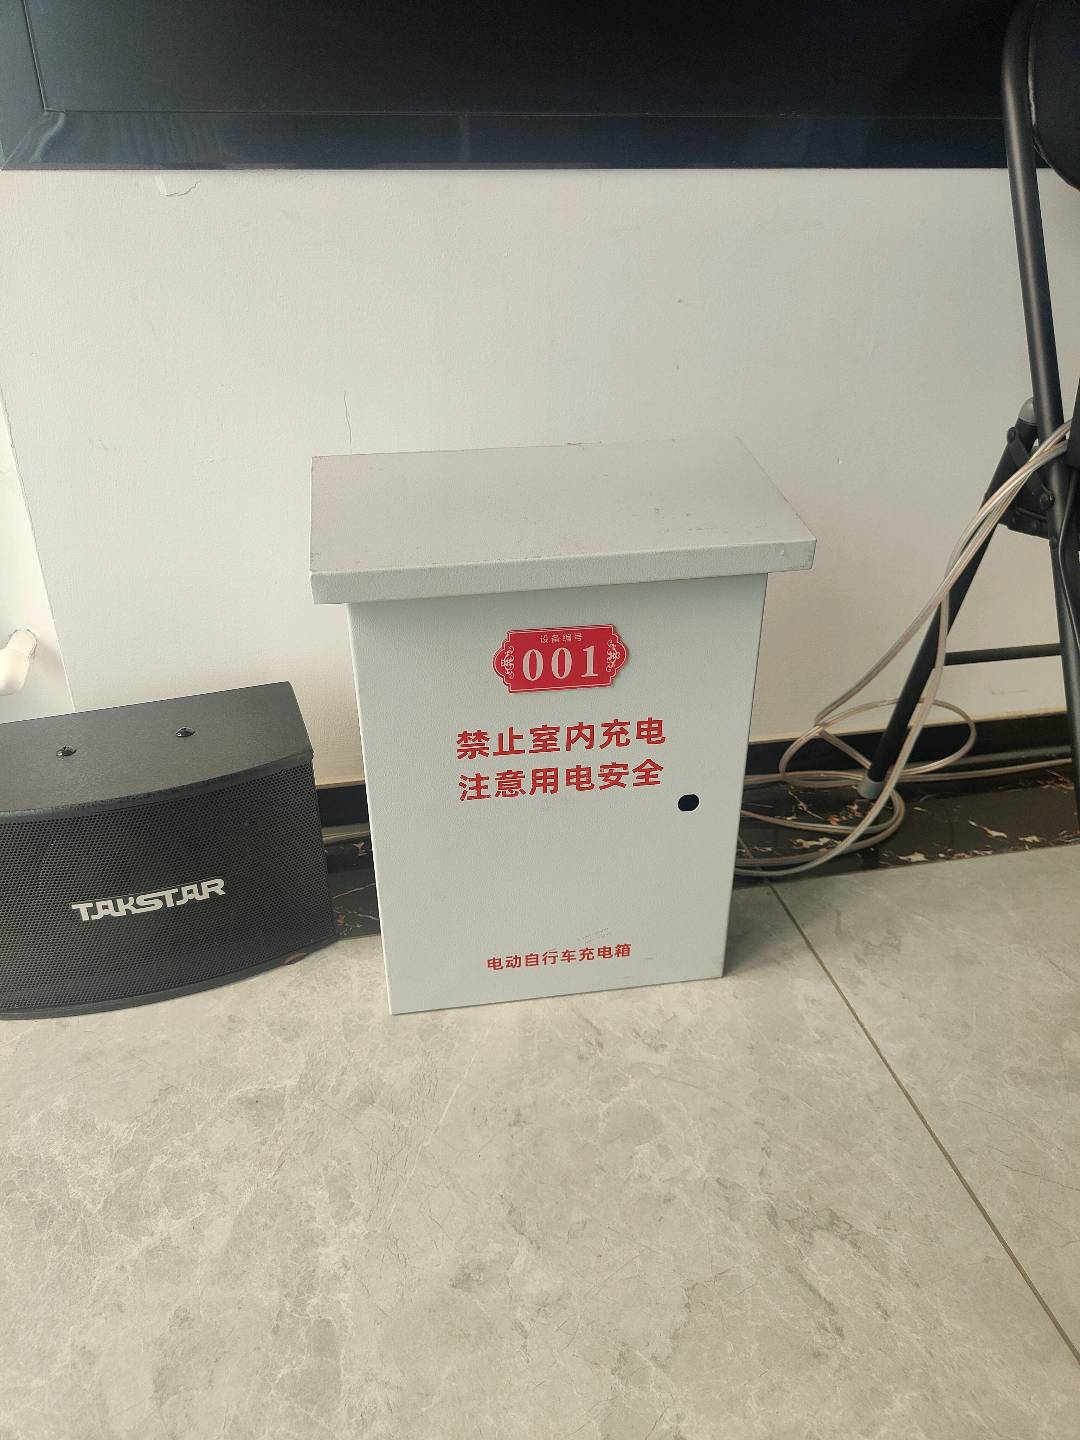 设备编号
001
禁止室内充电
注意用电安全
TAKSTAR
电动自行车充电箱